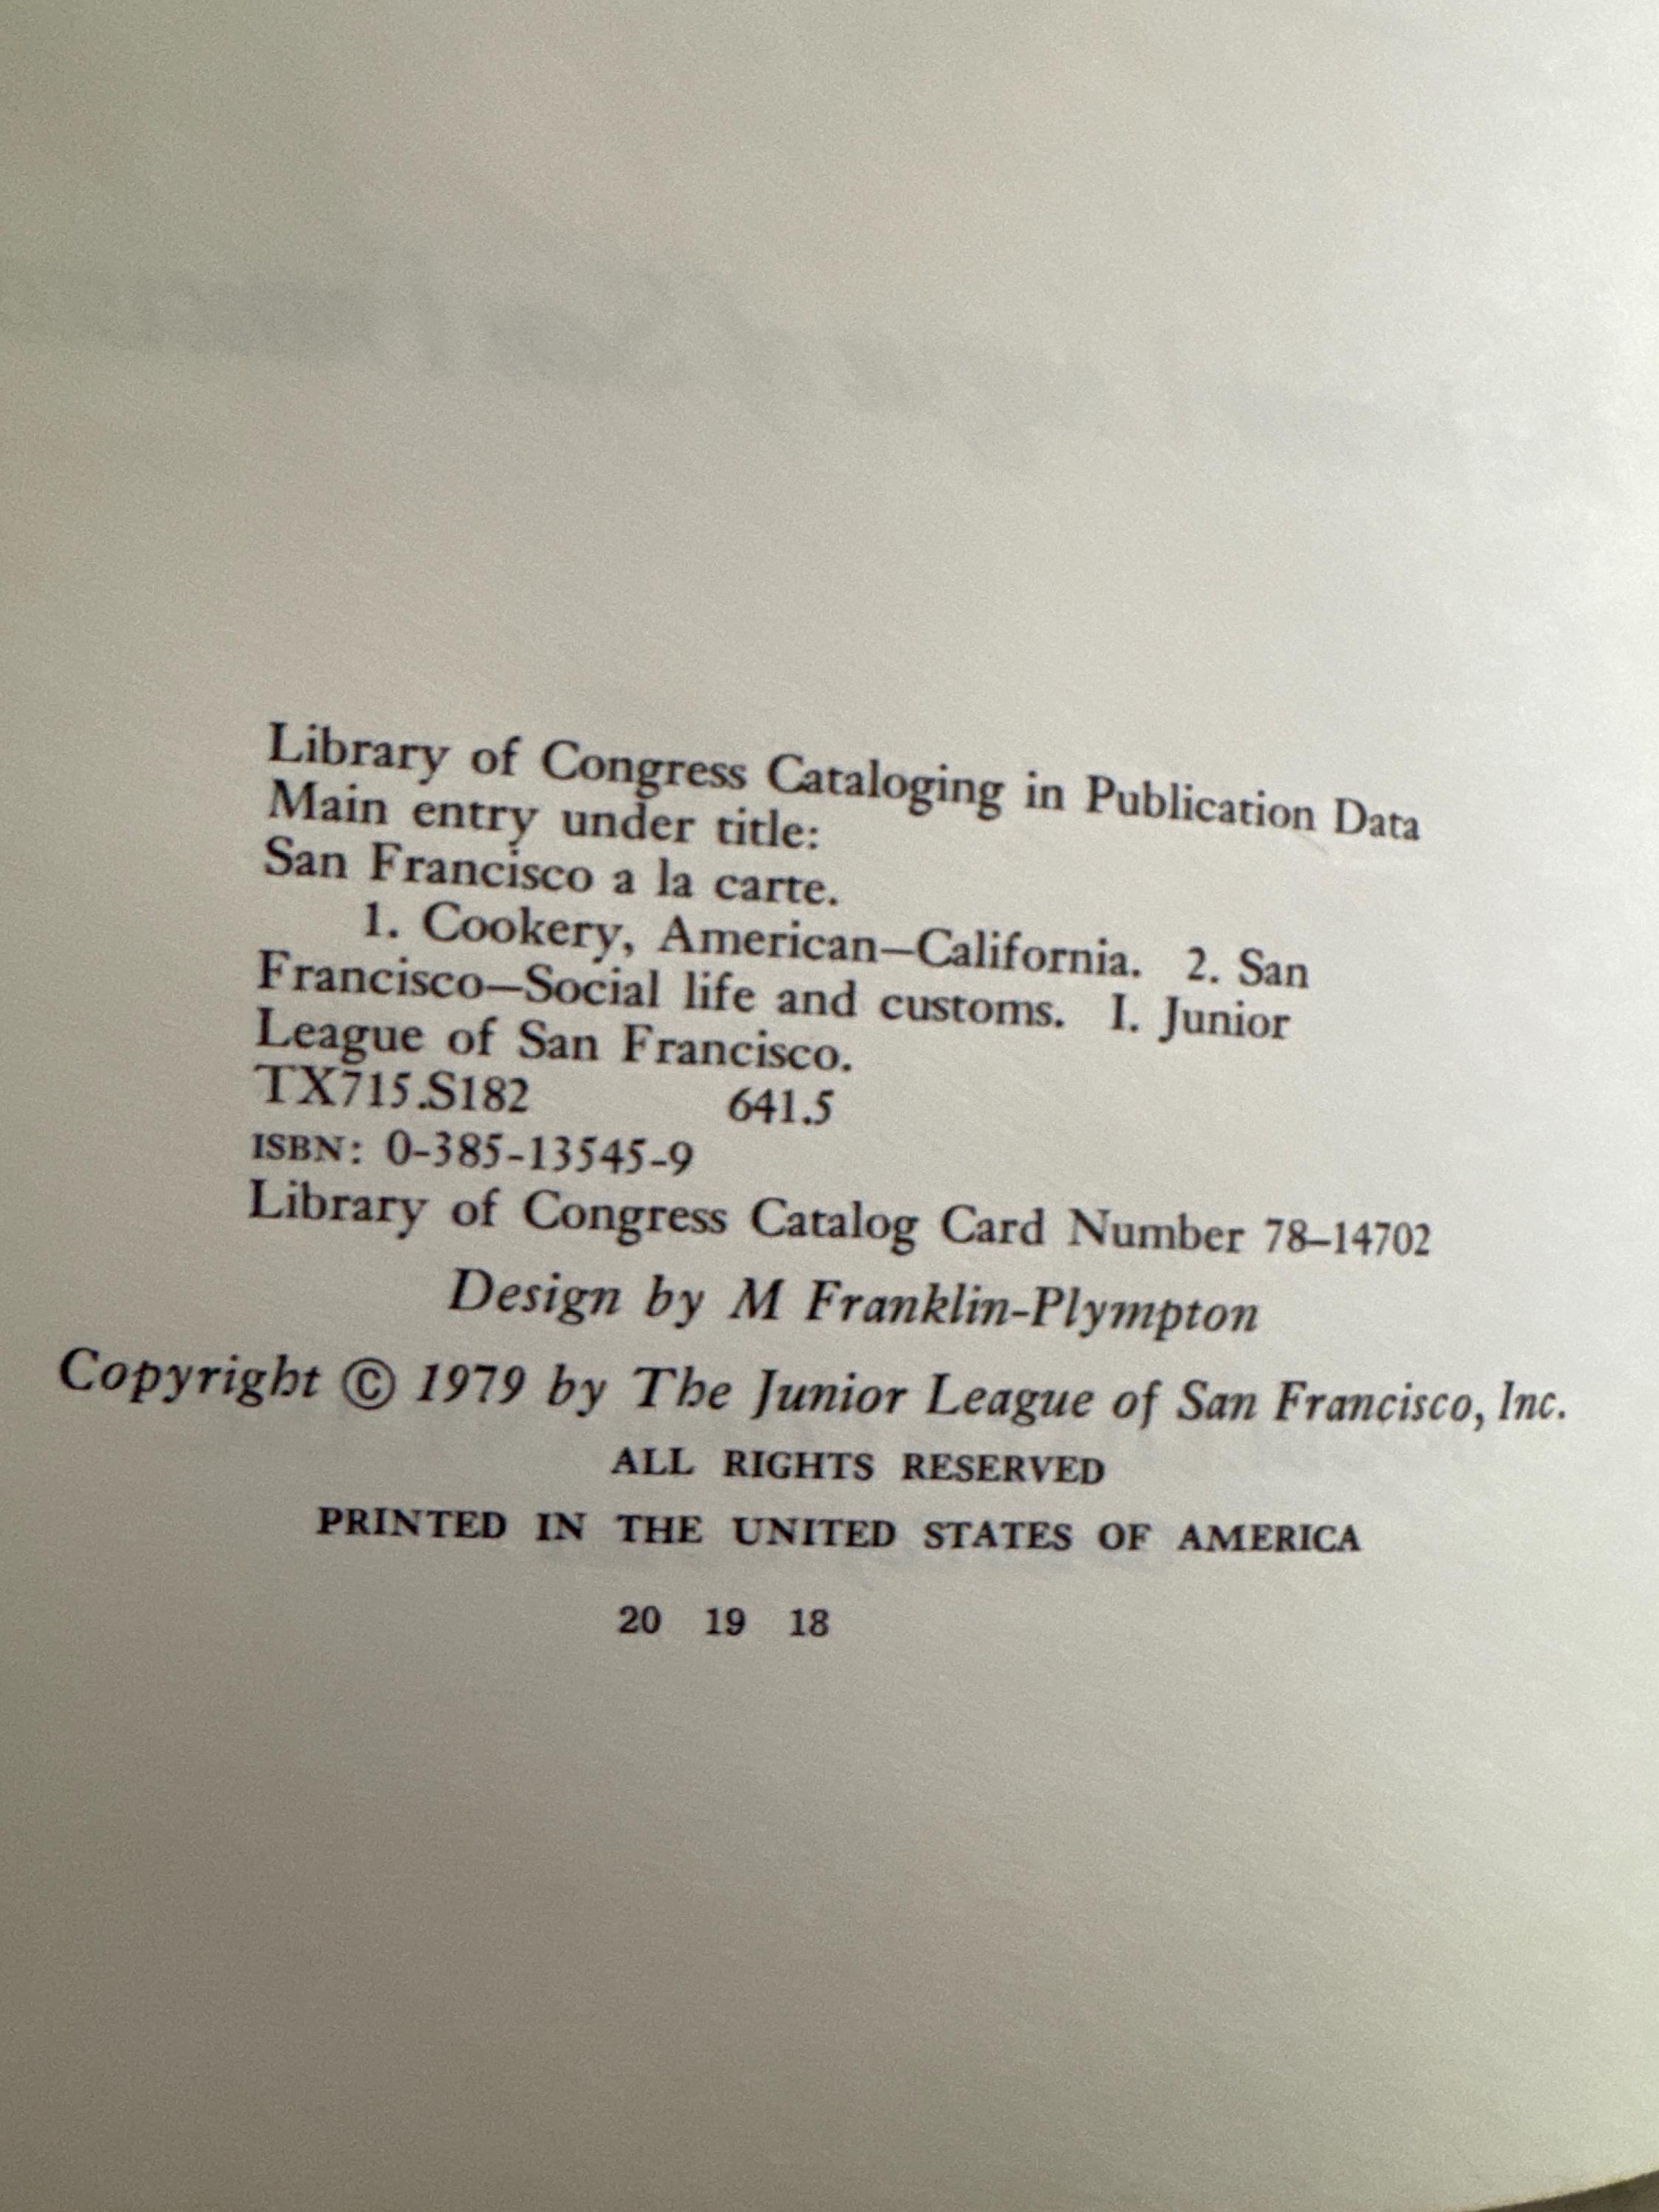 Library of Congress Cataloging in Publication Data
Main entry under title:
San Francisco a la carte.
1. Cookery, American—California. 2. San
Francisco—Social life and customs. I. Junior
League of San Francisco.
TX715.S182 641.5
ISBN: 0-385-13545-9
Library of Congress Catalog Card Number 78–14702
Design by M Franklin-Plympton
Copyright © 1979 by The Junior League of San Francisco, Inc.
ALL RIGHTS RESERVED
PRINTED IN THE UNITED STATES OF AMERICA
20 19 18